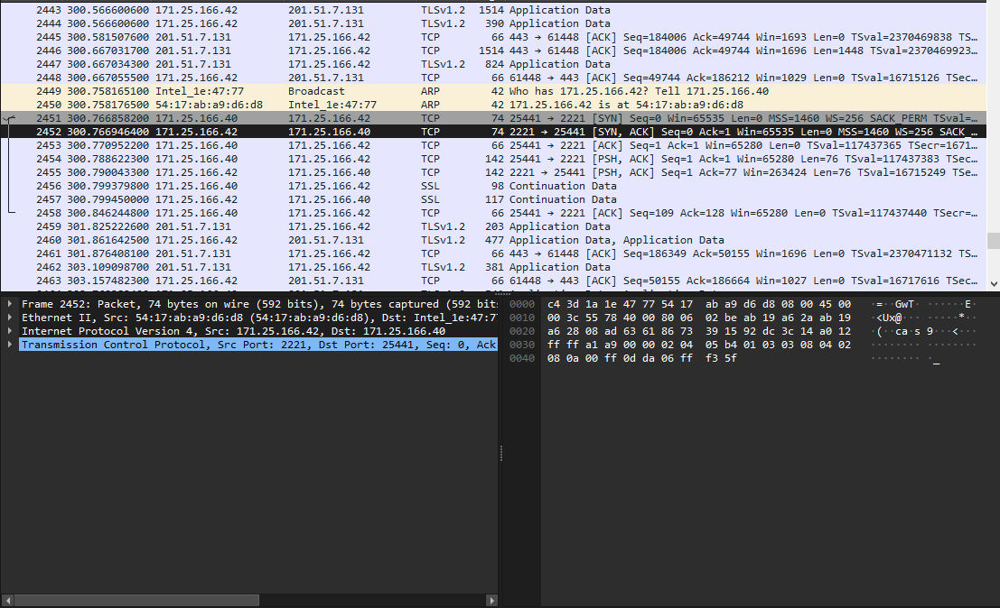 2443 300.566600600 171.25.166.42 201.51.7.131 TLSv1.2 1514 Application Data
2444 300.566600600 171.25.166.42 201.51.7.131 TLSv1.2 390 Application Data
2445 300.581507600 201.51.7.131 171.25.166.42 TCP 66 443 → 61448 [ACK] Seq=184006 Ack=49744 Win=1693 Len=0 TSval=2370469838 TS…
2446 300.667031700 201.51.7.131 171.25.166.42 TCP 1514 443 → 61448 [ACK] Seq=184006 Ack=49744 Win=1696 Len=1448 TSval=2370469923…
2447 300.667034300 201.51.7.131 171.25.166.42 TLSv1.2 824 Application Data
2448 300.667055500 171.25.166.42 201.51.7.131 TCP 66 61448 → 443 [ACK] Seq=49744 Ack=186212 Win=1029 Len=0 TSval=16715126 TSec…
2449 300.758165100 Intel_1e:47:77 Broadcast ARP 42 Who has 171.25.166.42? Tell 171.25.166.40
2450 300.758176500 54:17:ab:a9:d6:d8 Intel_1e:47:77 ARP 42 171.25.166.42 is at 54:17:ab:a9:d6:d8
2451 300.766858200 171.25.166.40 171.25.166.42 TCP 74 25441 → 2221 [SYN] Seq=0 Win=65535 Len=0 MSS=1460 WS=256 SACK_PERM TSval=…
2452 300.766946400 171.25.166.42 171.25.166.40 TCP 74 2221 → 25441 [SYN, ACK] Seq=0 Ack=1 Win=65535 Len=0 MSS=1460 WS=256 SACK_…
2453 300.770952200 171.25.166.40 171.25.166.42 TCP 66 25441 → 2221 [ACK] Seq=1 Ack=1 Win=65280 Len=0 TSval=117437365 TSecr=1671…
2454 300.788622300 171.25.166.40 171.25.166.42 TCP 142 25441 → 2221 [PSH, ACK] Seq=1 Ack=1 Win=65280 Len=76 TSval=117437383 TSec…
2455 300.790043300 171.25.166.42 171.25.166.40 TCP 142 2221 → 25441 [PSH, ACK] Seq=1 Ack=77 Win=263424 Len=76 TSval=16715249 TSe…
2456 300.799379800 171.25.166.40 171.25.166.42 SSL 98 Continuation Data
2457 300.799450000 171.25.166.42 171.25.166.40 SSL 117 Continuation Data
2458 300.846244800 171.25.166.40 171.25.166.42 TCP 66 25441 → 2221 [ACK] Seq=109 Ack=128 Win=65280 Len=0 TSval=117437440 TSecr=…
2459 301.825222600 201.51.7.131 171.25.166.42 TLSv1.2 203 Application Data
2460 301.861642500 171.25.166.42 201.51.7.131 TLSv1.2 477 Application Data, Application Data
2461 301.876408100 201.51.7.131 171.25.166.42 TCP 66 443 → 61448 [ACK] Seq=186349 Ack=50155 Win=1696 Len=0 TSval=2370471132 TS…
2462 303.109098700 201.51.7.131 171.25.166.42 TLSv1.2 381 Application Data
2463 303.157482300 171.25.166.42 201.51.7.131 TCP 66 61448 → 443 [ACK] Seq=50155 Ack=186664 Win=1027 Len=0 TSval=16717616 TSec…
Frame 2452: Packet, 74 bytes on wire (592 bits), 74 bytes captured (592 bits
Ethernet II, Src: 54:17:ab:a9:d6:d8 (54:17:ab:a9:d6:d8), Dst: Intel_1e:47:7
Internet Protocol Version 4, Src: 171.25.166.42, Dst: 171.25.166.40
Transmission Control Protocol, Src Port: 2221, Dst Port: 25441, Seq: 0, Ack
0000 c4 3d 1a 1e 47 77 54 17 ab a9 d6 d8 08 00 45 00 ·=··GwT· ······E·
0010 00 3c 55 78 40 00 80 06 02 be ab 19 a6 2a ab 19 ·<Ux@··· ·····*··
0020 a6 28 08 ad 63 61 86 73 39 15 92 dc 3c 14 a0 12 ·(··ca·s 9···<···
0030 ff ff a1 a9 00 00 02 04 05 b4 01 03 03 08 04 02 ········ ········
0040 08 0a 00 ff 0d da 06 ff f3 5f ········ ·_